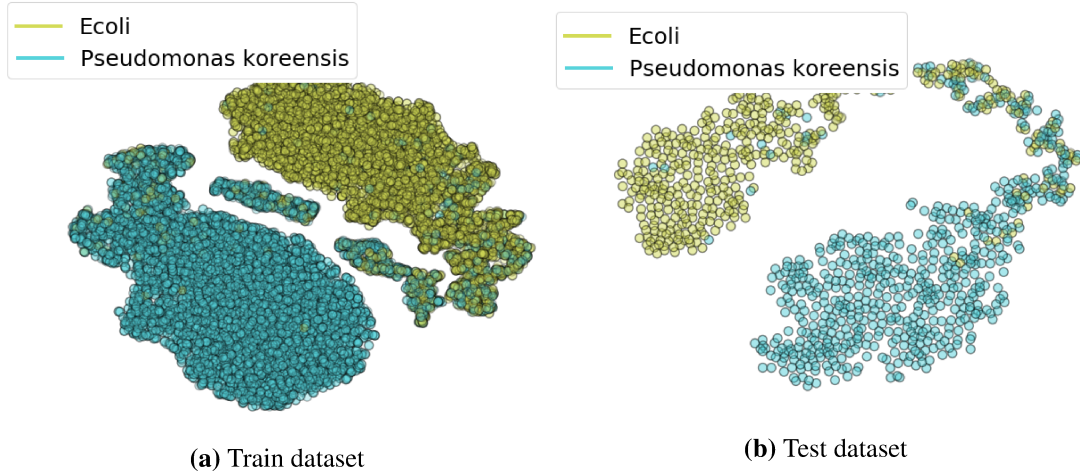 Ecoli
Pseudomonas koreensis
Ecoli
Pseudomonas koreensis
(a) Train dataset
(b) Test dataset